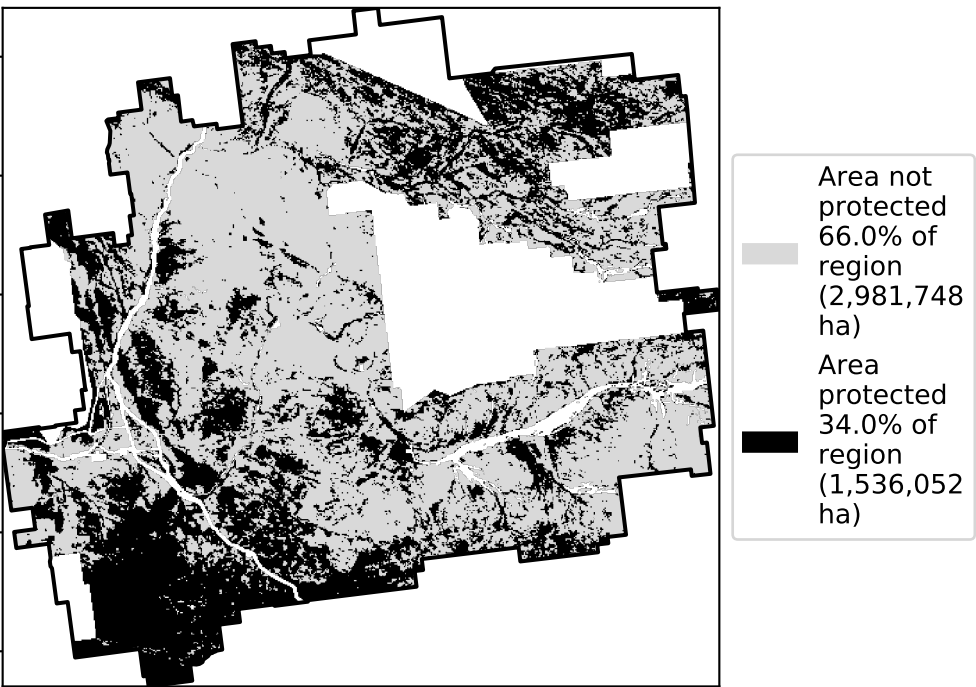 Area not
protected
66.0% of
region
(2,981,748
ha)
Area
protected
34.0% of
region
(1,536,052
ha)